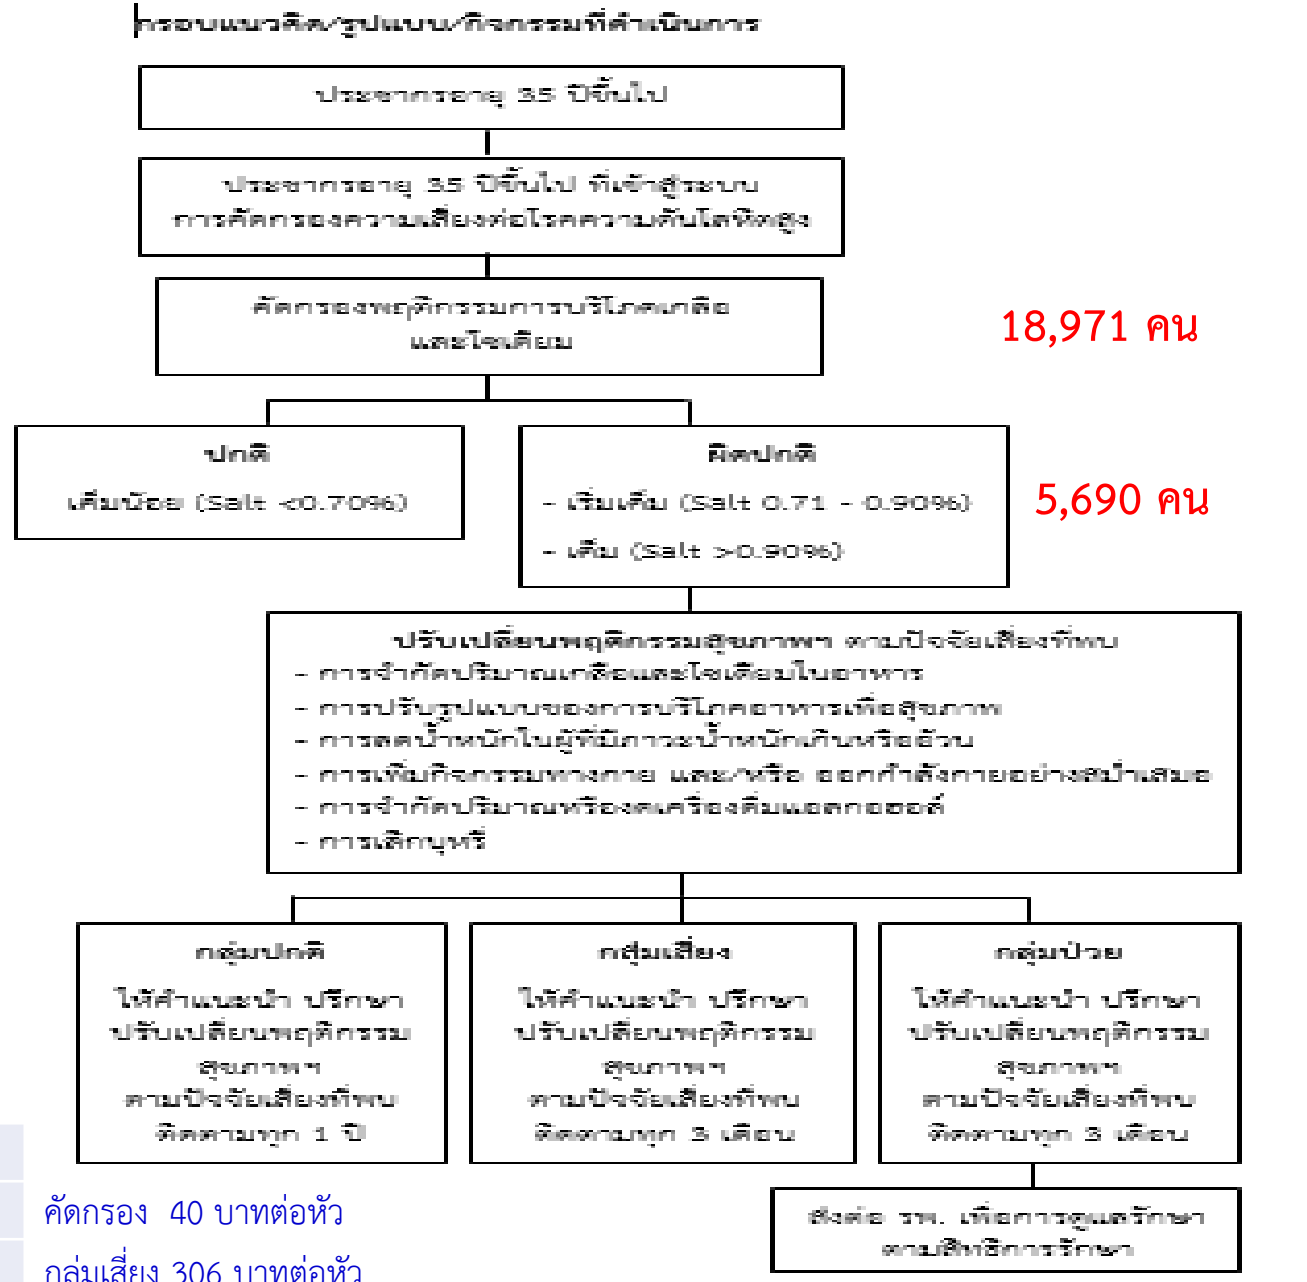 กรอบแนวคิด/รูปแบบ/กิจกรรมที่ดำเนินการ
ประชากรอายุ 35 ปีขึ้นไป
ประชากรอายุ 35 ปีขึ้นไป ที่เข้าสู่ระบบ
การคัดกรองความเสี่ยงต่อโรคความดันโลหิตสูง
คัดกรองพฤติกรรมการบริโภคเกลือ
และโซเดียม
18,971 คน
ปกติ
เค็มน้อย (Salt <0.70%)
ผิดปกติ
- เริ่มเค็ม (Salt 0.71 - 0.90%)
- เค็ม (Salt >0.90%)
5,690 คน
ปรับเปลี่ยนพฤติกรรมสุขภาพฯ ตามปัจจัยเสี่ยงที่พบ
- การจำกัดปริมาณเกลือและโซเดียมในอาหาร
- การปรับรูปแบบของการบริโภคอาหารเพื่อสุขภาพ
- การลดน้ำหนักในผู้ที่มีภาวะน้ำหนักเกินหรืออ้วน
- การเพิ่มกิจกรรมทางกาย และ/หรือ ออกกำลังกายอย่างสม่ำเสมอ
- การจำกัดปริมาณหรืองดเครื่องดื่มแอลกอฮอล์
- การเลิกบุหรี่
กลุ่มปกติ
ให้คำแนะนำ ปรึกษา
ปรับเปลี่ยนพฤติกรรม
สุขภาพฯ
ตามปัจจัยเสี่ยงที่พบ
ติดตามทุก 1 ปี
กลุ่มเสี่ยง
ให้คำแนะนำ ปรึกษา
ปรับเปลี่ยนพฤติกรรม
สุขภาพฯ
ตามปัจจัยเสี่ยงที่พบ
ติดตามทุก 3 เดือน
กลุ่มป่วย
ให้คำแนะนำ ปรึกษา
ปรับเปลี่ยนพฤติกรรม
สุขภาพฯ
ตามปัจจัยเสี่ยงที่พบ
ติดตามทุก 3 เดือน
ส่งต่อ รพ. เพื่อการดูแลรักษา
ตามสิทธิการรักษา
คัดกรอง 40 บาทต่อหัว
กลุ่มเสี่ยง 306 บาทต่อหัว